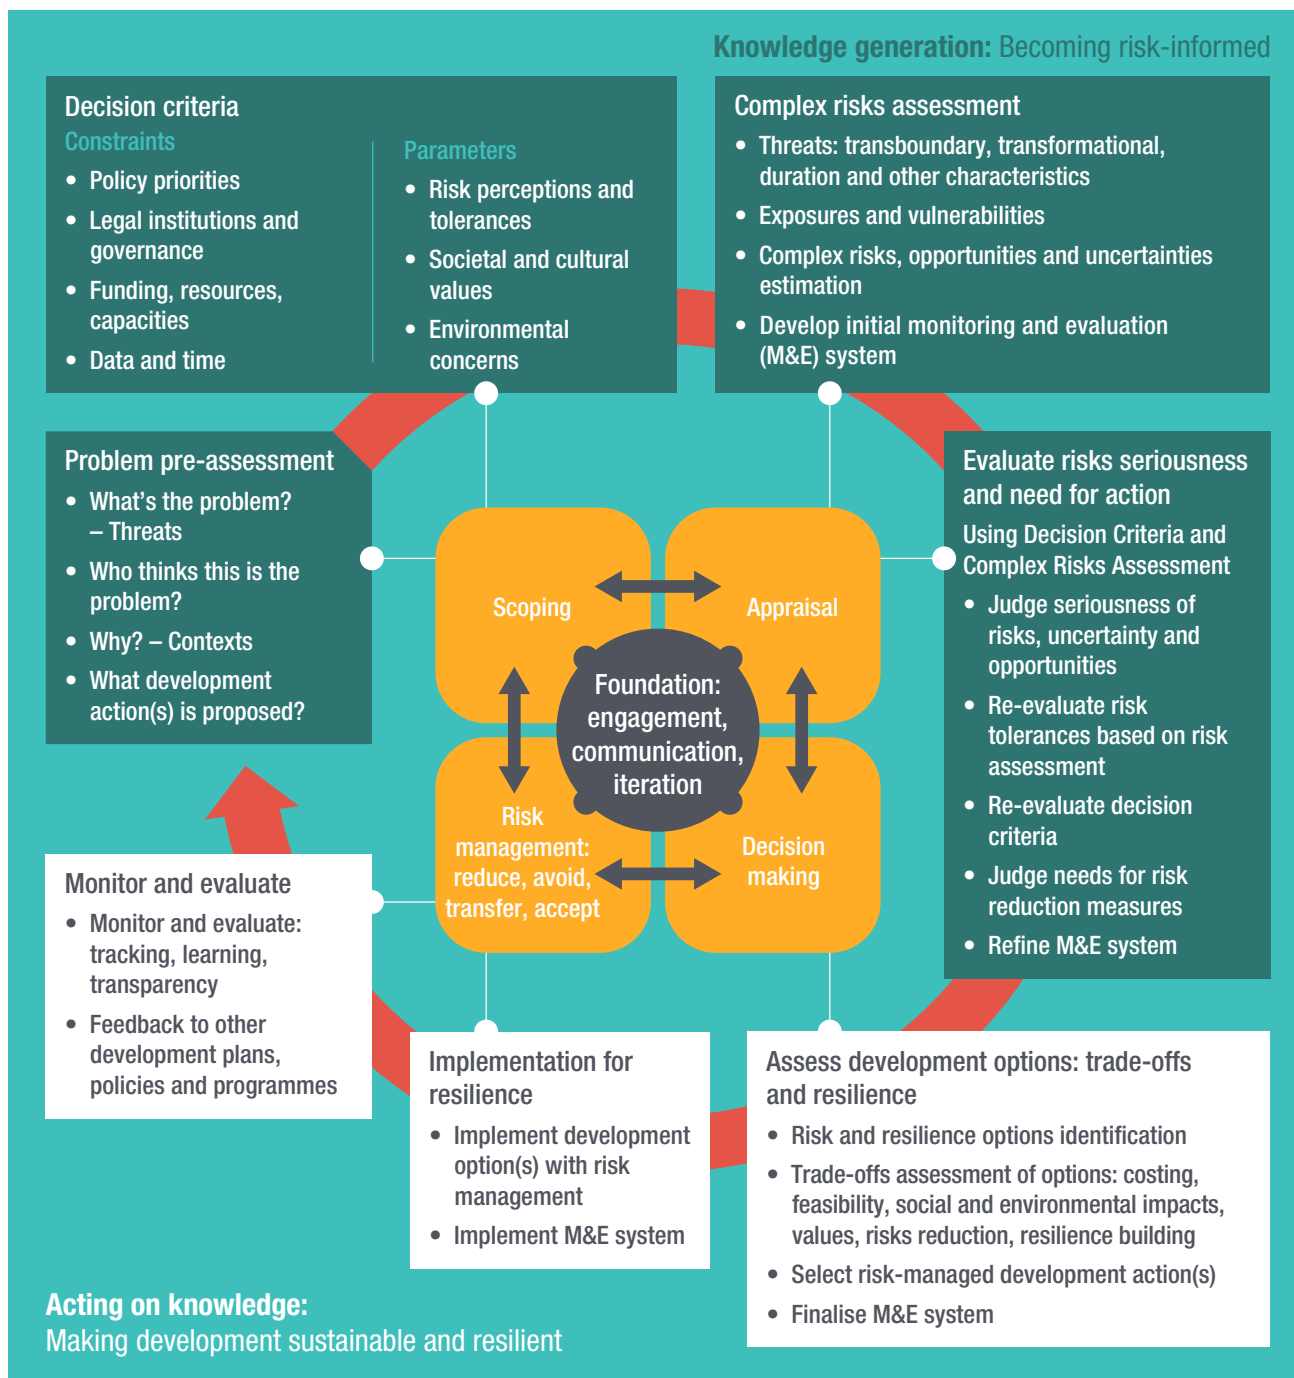 Knowledge generation: Becoming risk-informed
Decision criteria
Constraints
• Policy priorities
• Legal institutions and
governance
• Funding, resources,
capacities
• Data and time
Parameters
• Risk perceptions and
tolerances
• Societal and cultural
values
• Environmental
concerns
Complex risks assessment
• Threats: transboundary, transformational,
duration and other characteristics
• Exposures and vulnerabilities
• Complex risks, opportunities and uncertainties
estimation
• Develop initial monitoring and evaluation
(M&E) system
Problem pre-assessment
• What’s the problem?
– Threats
• Who thinks this is the
problem?
• Why? – Contexts
• What development
action(s) is proposed?
Evaluate risks seriousness
and need for action
Using Decision Criteria and
Complex Risks Assessment
• Judge seriousness of
risks, uncertainty and
opportunities
• Re-evaluate risk
tolerances based on risk
assessment
• Re-evaluate decision
criteria
• Judge needs for risk
reduction measures
• Refine M&E system
Scoping
Appraisal
Foundation:
engagement,
communication,
iteration
Risk
management:
reduce, avoid,
transfer, accept
Decision
making
Monitor and evaluate
• Monitor and evaluate:
tracking, learning,
transparency
• Feedback to other
development plans,
policies and programmes
Implementation for
resilience
• Implement development
option(s) with risk
management
• Implement M&E system
Assess development options: trade-offs
and resilience
• Risk and resilience options identification
• Trade-offs assessment of options: costing,
feasibility, social and environmental impacts,
values, risks reduction, resilience building
• Select risk-managed development action(s)
• Finalise M&E system
Acting on knowledge:
Making development sustainable and resilient